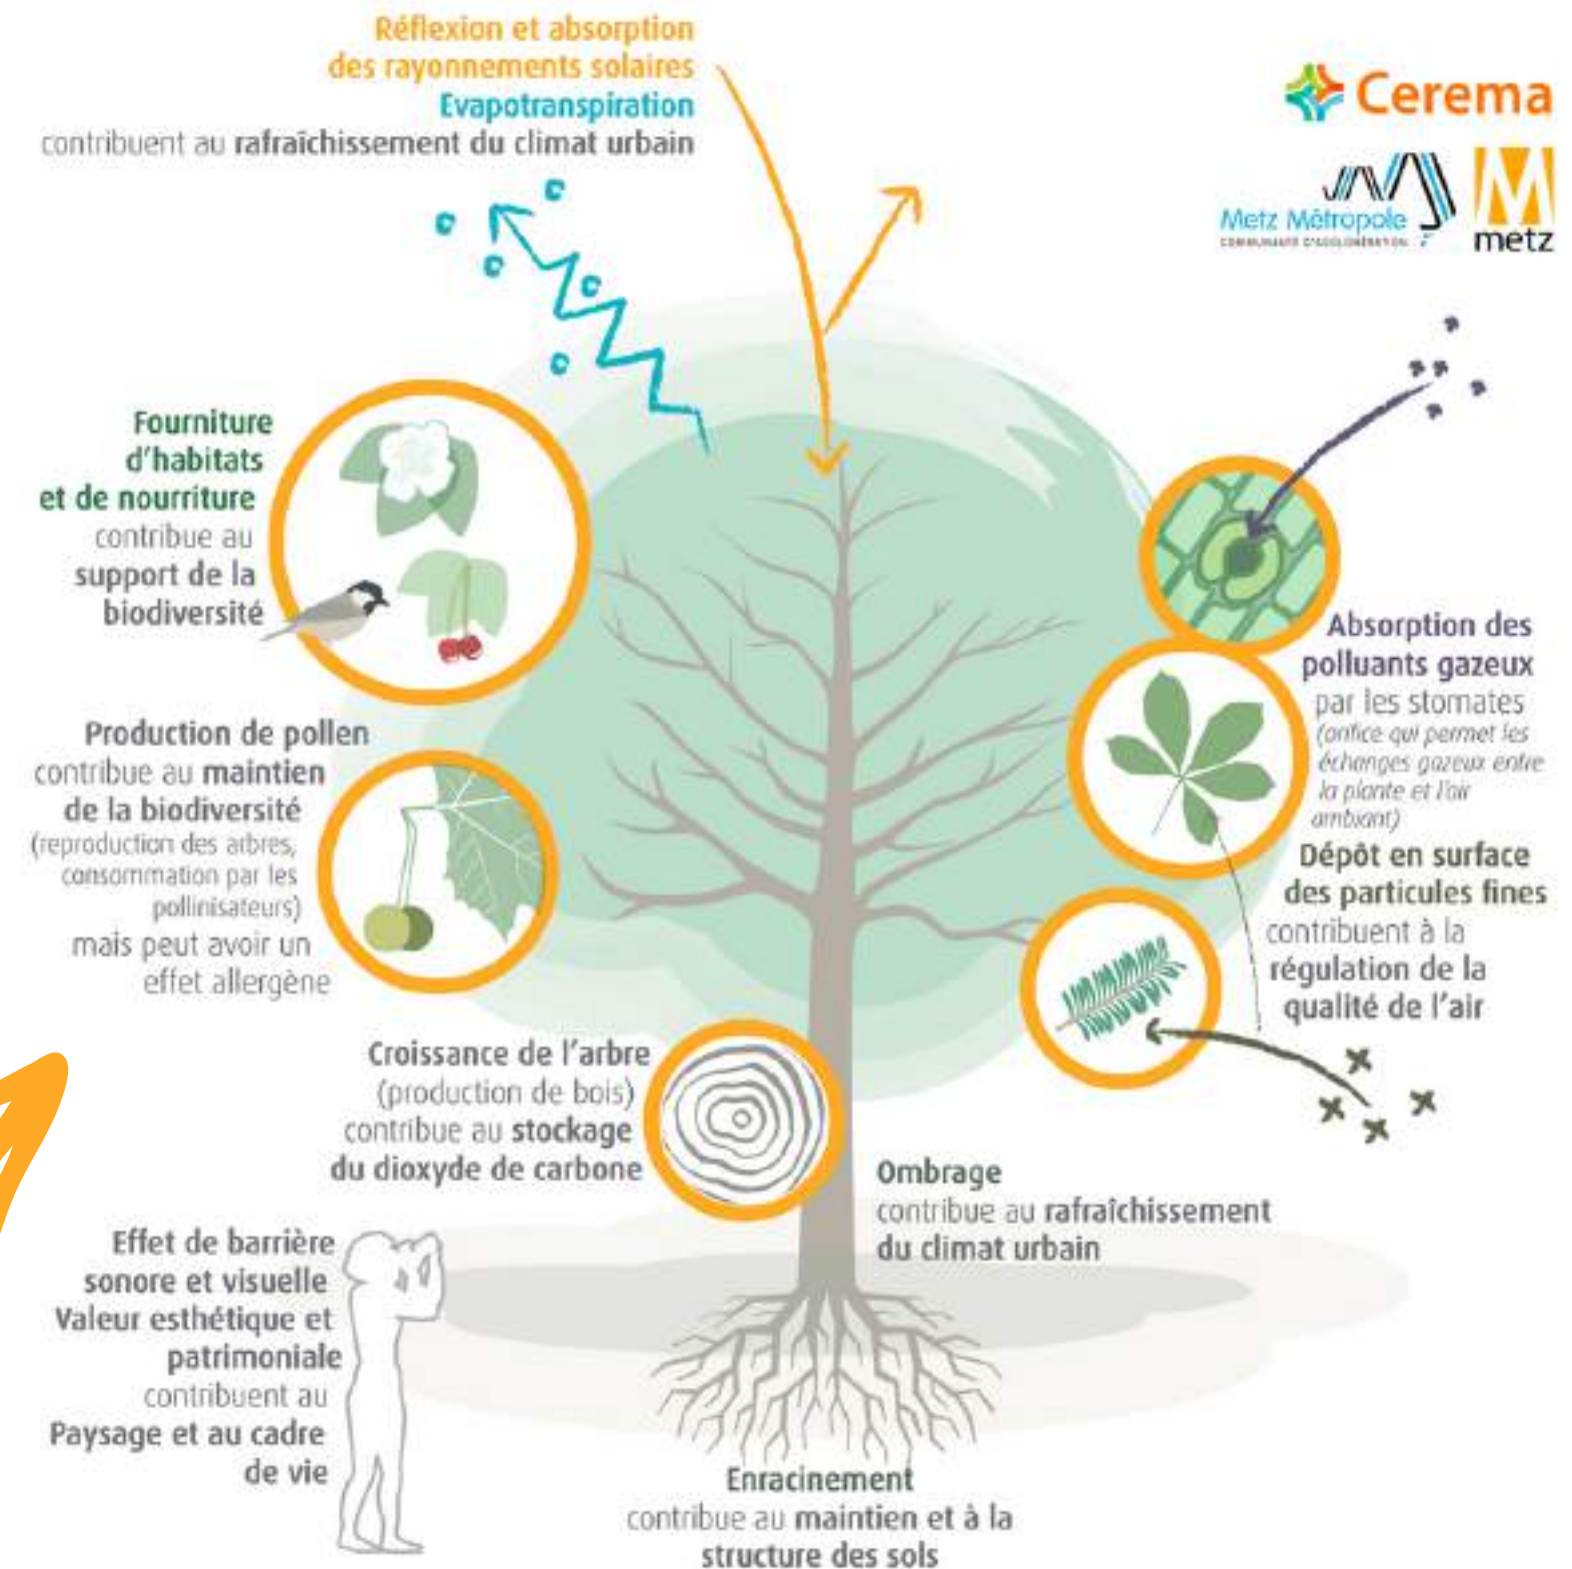 Réflexion et absorption
des rayonnements solaires
Evapotranspiration
contribuent au rafraîchissement du climat urbain
Cerema
Metz Métropole
COMMUNAUTÉ D'AGGLOMÉRATION
metz
Fourniture
d'habitats
et de nourriture
contribue au
support de la
biodiversité
Production de pollen
contribue au maintien
de la biodiversité
(reproduction des arbres,
consommation par les
pollinisateurs)
mais peut avoir un
effet allergène
Absorption des
polluants gazeux
par les stomates
(orifice qui permet les
échanges gazeux entre
la plante et l'air
ambiant)
Dépôt en surface
des particules fines
contribuent à la
régulation de la
qualité de l'air
Croissance de l'arbre
(production de bois)
contribue au stockage
du dioxyde de carbone
Ombrage
contribue au rafraîchissement
du climat urbain
Effet de barrière
sonore et visuelle
Valeur esthétique et
patrimoniale
contribuent au
Paysage et au cadre
de vie
Enracinement
contribue au maintien et à la
structure des sols